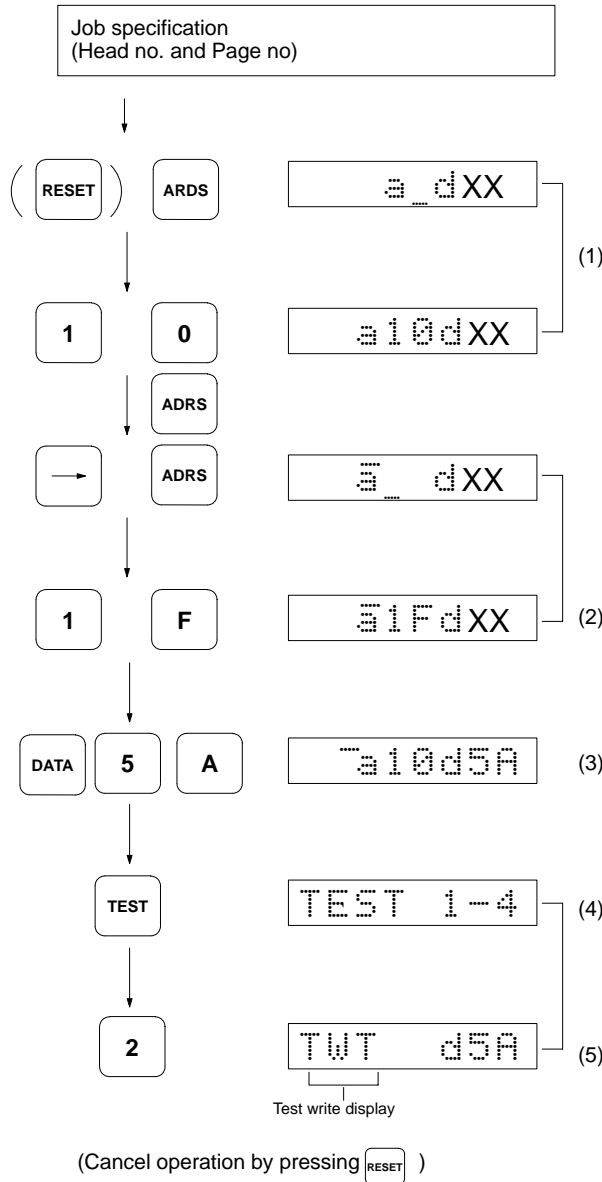 Job specification
(Head no. and Page no)
( RESET ) ARDS a_dXX
(1)
1 0 a10dXX
ADRS
→ ADRS a_ dXX
1 F a1FdXX (2)
DATA 5 A a10d5A (3)
TEST TEST 1-4 (4)
2 TWT d5A (5)
Test write display
(Cancel operation by pressing RESET )